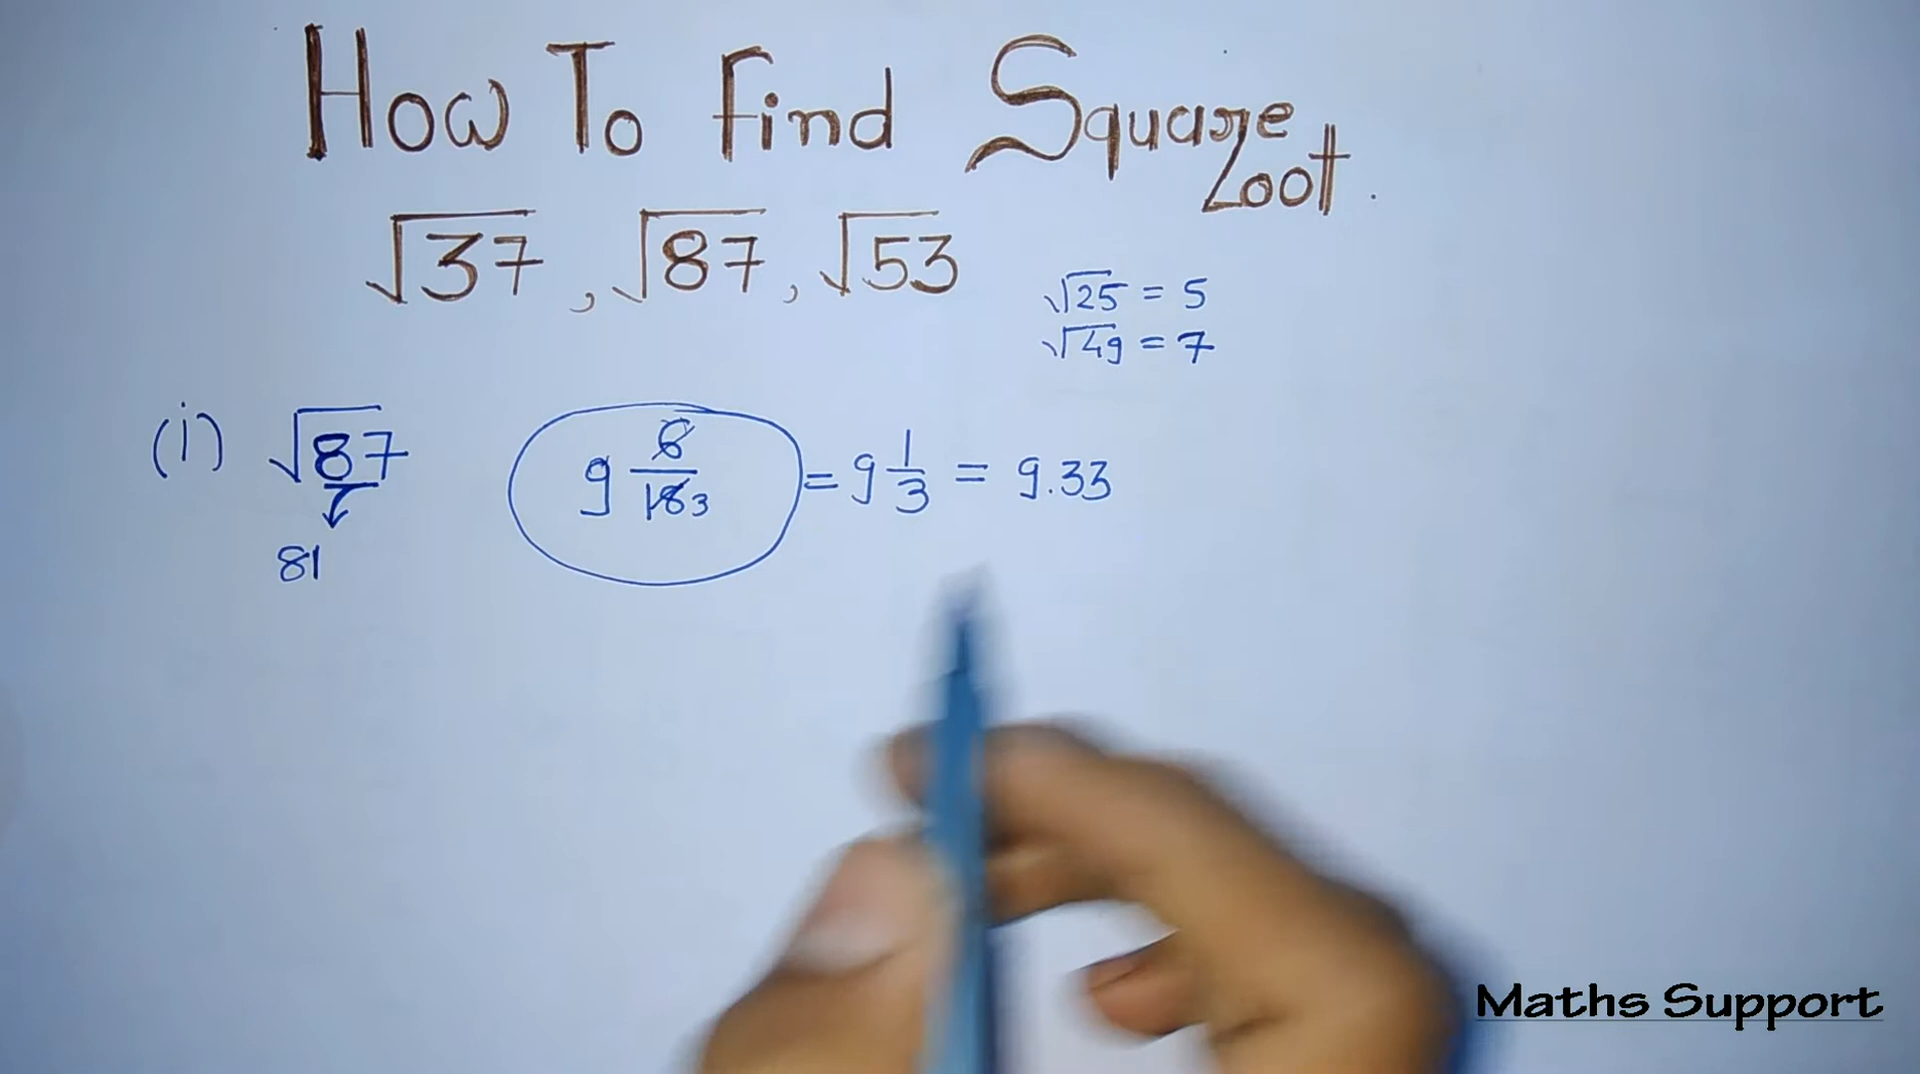 How To Find Square
Root.
√37, √87, √53
√25 = 5
√49 = 7
(i) √87 9 6/18 3 = 9 1/3 = 9.33
81
Maths Support